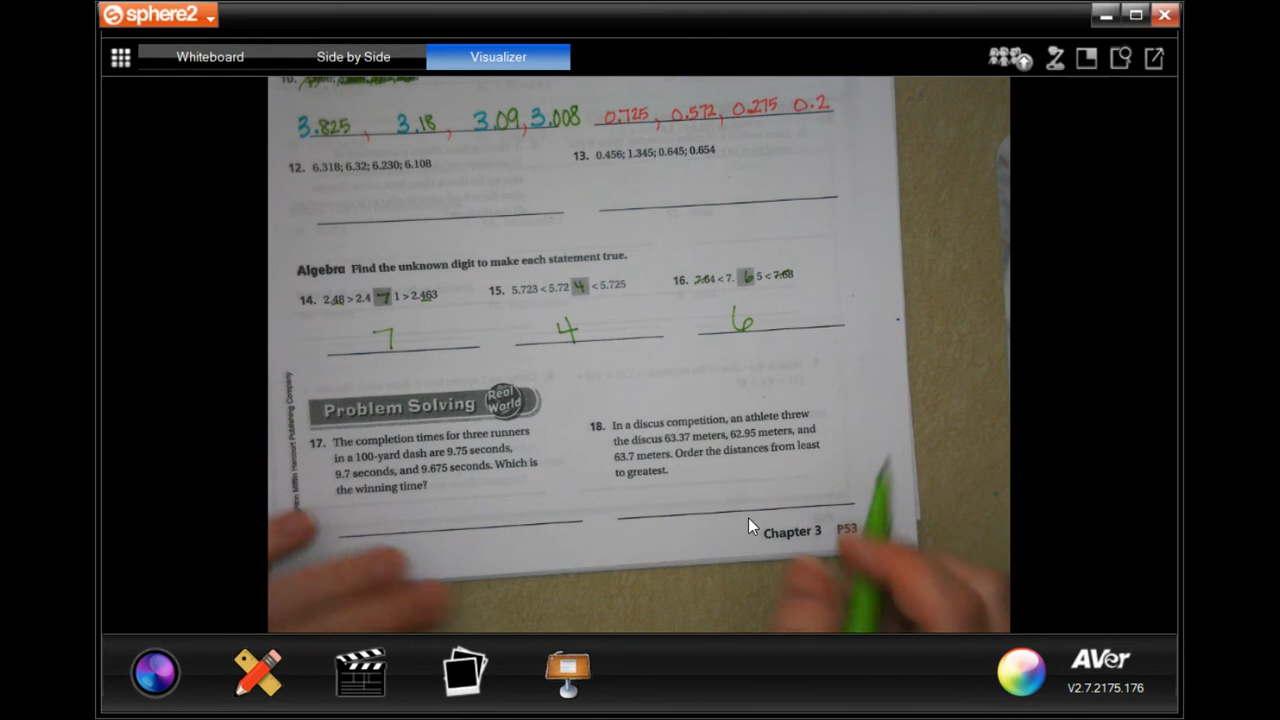 sphere2
Whiteboard Side by Side Visualizer
3.825, 3.18, 3.09, 3.008 0.725, 0.572, 0.275 0.2
12. 6.318; 6.32; 6.230; 6.108
13. 0.456; 1.345; 0.645; 0.654
Algebra Find the unknown digit to make each statement true.
14. 2.48 > 2.4 7 1 > 2.463
15. 5.723 < 5.72 4 < 5.725
16. 7.64 < 7. 6 5 < 7.68
7 4 6
Problem Solving Real World
17. The completion times for three runners
in a 100-yard dash are 9.75 seconds,
9.7 seconds, and 9.675 seconds. Which is
the winning time?
18. In a discus competition, an athlete threw
the discus 63.37 meters, 62.95 meters, and
63.7 meters. Order the distances from least
to greatest.
Chapter 3 P53
Mifflin Harcourt Publishing Company
AVer
V2.7.2175.176